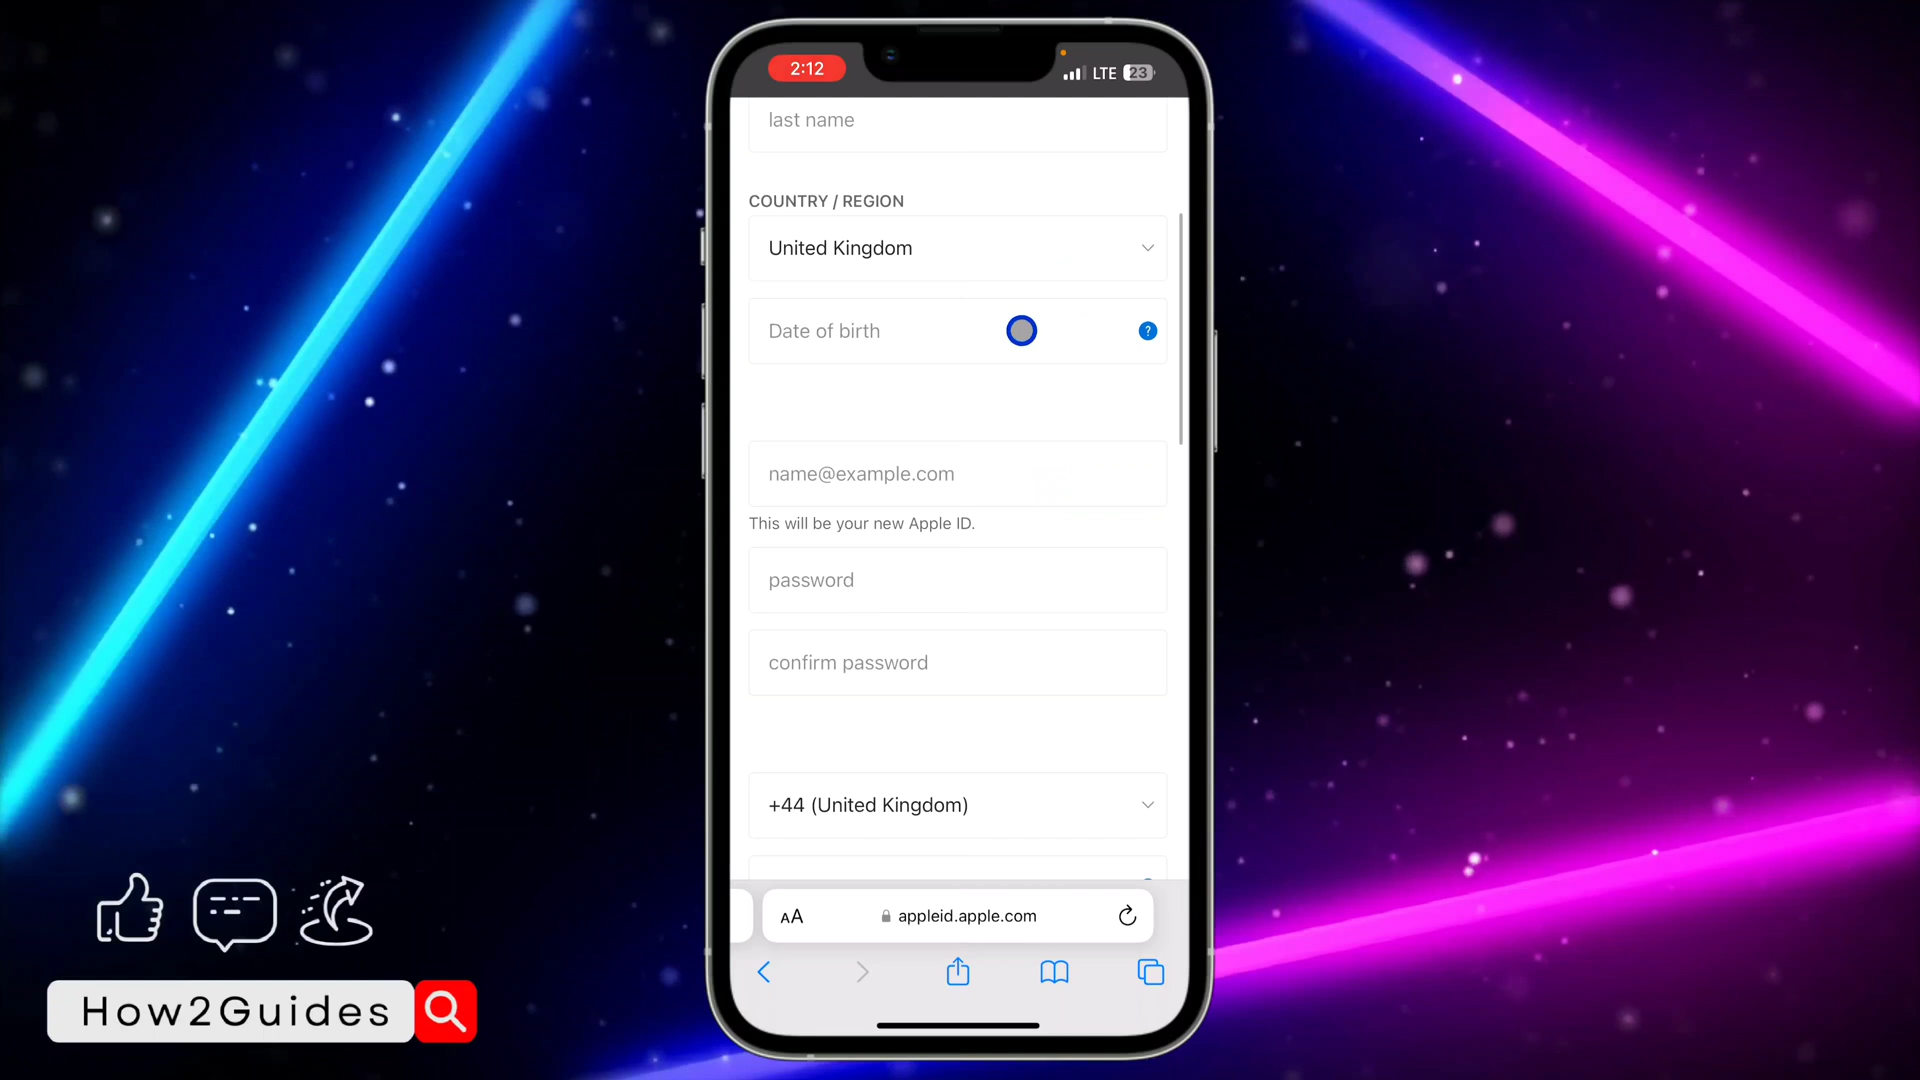 2:12
LTE 23
last name
COUNTRY / REGION
United Kingdom
Date of birth
?
name@example.com
This will be your new Apple ID.
password
confirm password
+44 (United Kingdom)
AA
appleid.apple.com
How2Guides